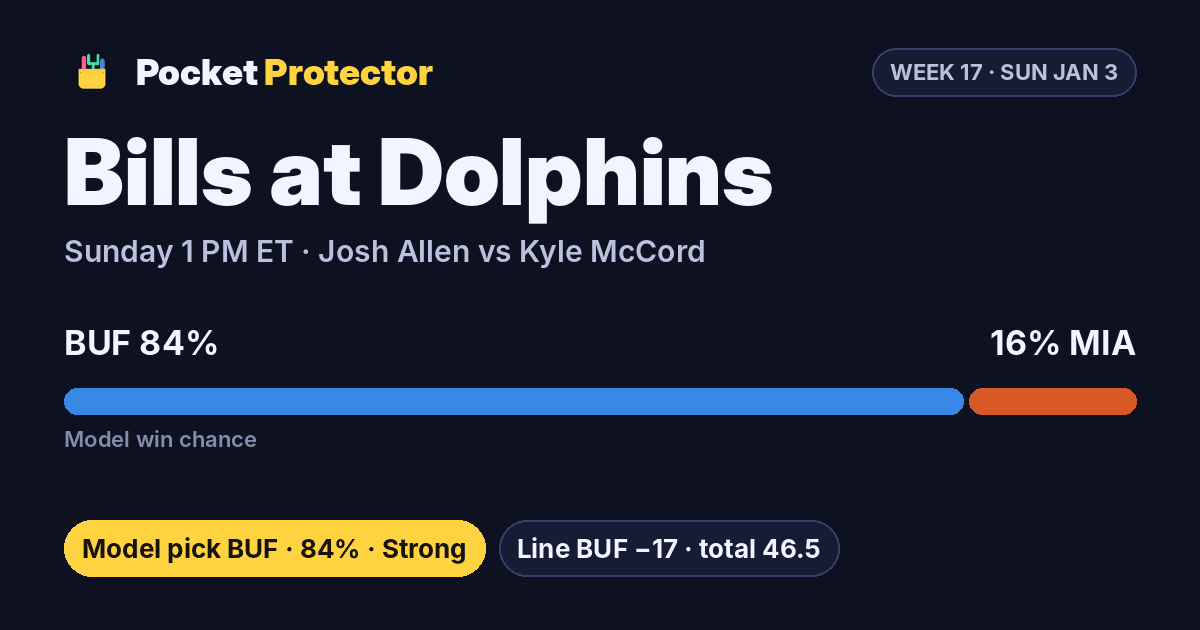 Pocket Protector
WEEK 17 · SUN JAN 3
Bills at Dolphins
Sunday 1 PM ET · Josh Allen vs Kyle McCord
BUF 84%
16% MIA
Model win chance
Model pick BUF · 84% · Strong
Line BUF −17 · total 46.5